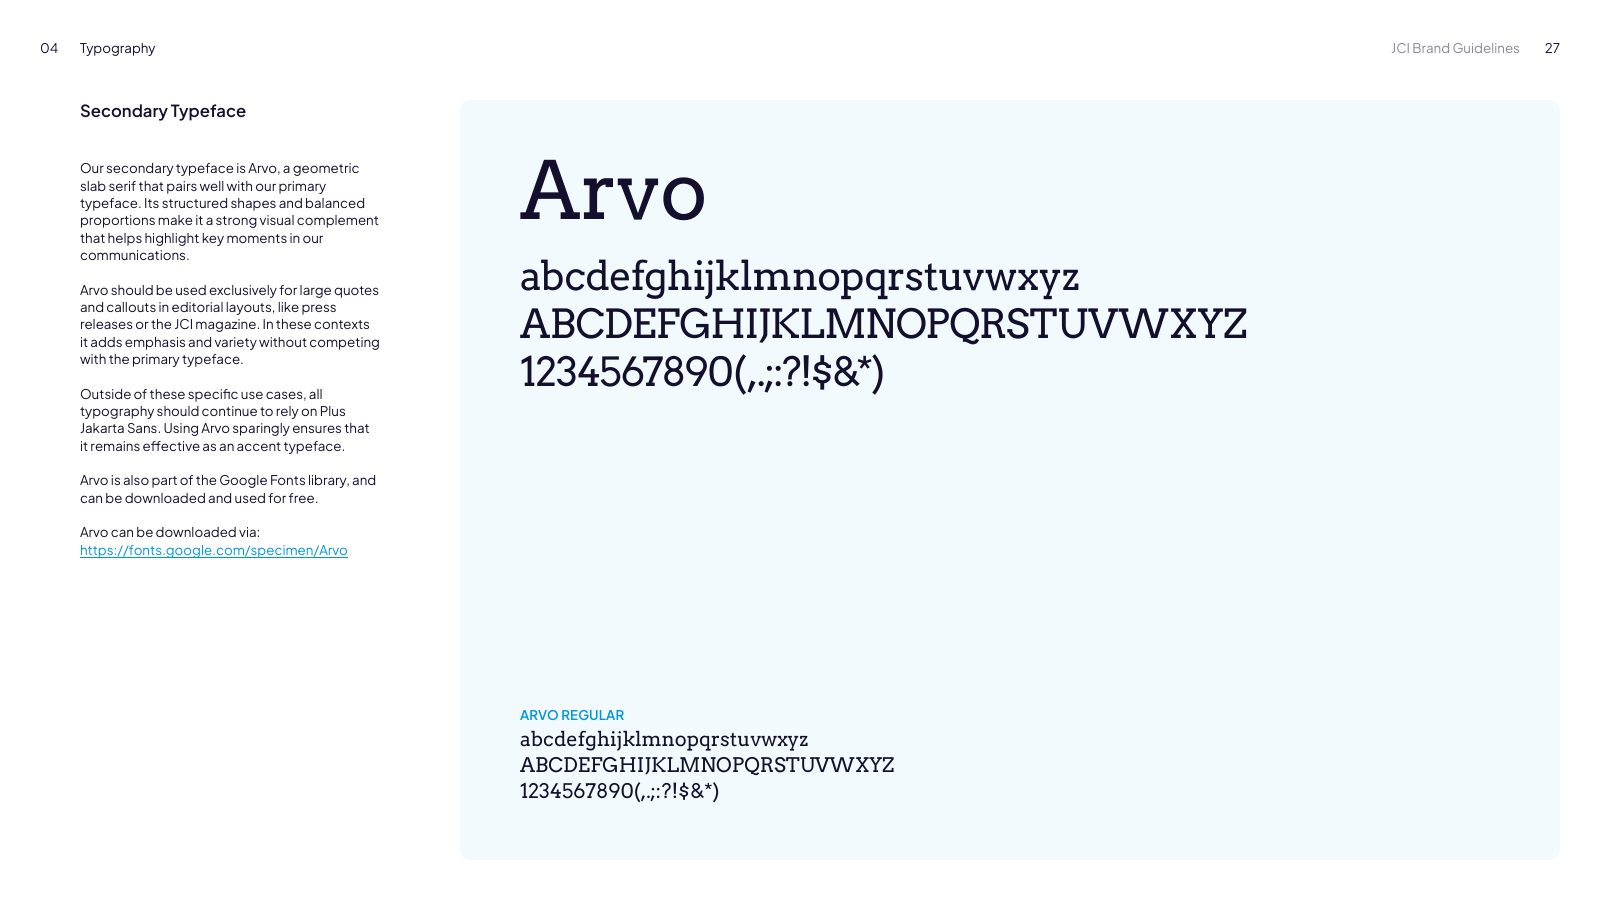 04 Typography
JCI Brand Guidelines 27
Secondary Typeface
Our secondary typeface is Arvo, a geometric
slab serif that pairs well with our primary
typeface. Its structured shapes and balanced
proportions make it a strong visual complement
that helps highlight key moments in our
communications.
Arvo should be used exclusively for large quotes
and callouts in editorial layouts, like press
releases or the JCI magazine. In these contexts
it adds emphasis and variety without competing
with the primary typeface.
Outside of these specific use cases, all
typography should continue to rely on Plus
Jakarta Sans. Using Arvo sparingly ensures that
it remains effective as an accent typeface.
Arvo is also part of the Google Fonts library, and
can be downloaded and used for free.
Arvo can be downloaded via:
https://fonts.google.com/specimen/Arvo
Arvo
abcdefghijklmnopqrstuvwxyz
ABCDEFGHIJKLMNOPQRSTUVWXYZ
1234567890(,.;:?!$&*)
ARVO REGULAR
abcdefghijklmnopqrstuvwxyz
ABCDEFGHIJKLMNOPQRSTUVWXYZ
1234567890(,.;:?!$&*)